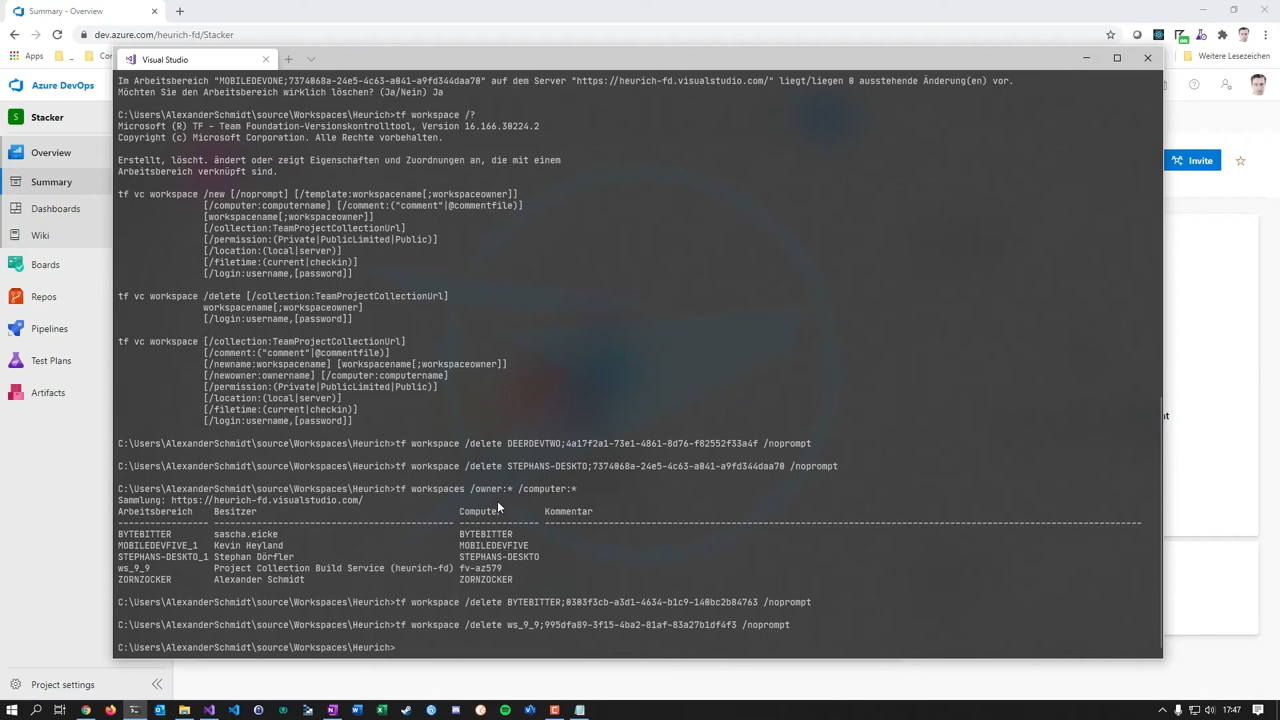 Summary - Overview
dev.azure.com/heurich-fd/Stacker
Apps
Weitere Lesezeichen
Azure DevOps
Stacker
Overview
Summary
Dashboards
Wiki
Boards
Repos
Pipelines
Test Plans
Artifacts
Project settings
Invite
Visual Studio
Im Arbeitsbereich "MOBILEDEVONE;7374068a-24e5-4c63-a041-a9fd344daa70" auf dem Server "https://heurich-fd.visualstudio.com/" liegt/liegen 0 ausstehende Änderung(en) vor.
Möchten Sie den Arbeitsbereich wirklich löschen? (Ja/Nein) Ja
C:\Users\AlexanderSchmidt\source\Workspaces\Heurich>tf workspace /?
Microsoft (R) TF - Team Foundation-Versionskontrolltool, Version 16.166.30224.2
Copyright (c) Microsoft Corporation. Alle Rechte vorbehalten.
Erstellt, löscht. ändert oder zeigt Eigenschaften und Zuordnungen an, die mit einem
Arbeitsbereich verknüpft sind.
tf vc workspace /new [/noprompt] [/template:workspacename[;workspaceowner]]
[/computer:computername] [/comment:("comment"|@commentfile)]
[workspacename[;workspaceowner]]
[/collection:TeamProjectCollectionUrl]
[/permission:(Private|PublicLimited|Public)]
[/location:(local|server)]
[/filetime:(current|checkin)]
[/login:username,[password]]
tf vc workspace /delete [/collection:TeamProjectCollectionUrl]
workspacename[;workspaceowner]
[/login:username,[password]]
tf vc workspace [/collection:TeamProjectCollectionUrl]
[/comment:("comment"|@commentfile)]
[/newname:workspacename] [workspacename[;workspaceowner]]
[/newowner:ownername] [/computer:computername]
[/permission:(Private|PublicLimited|Public)]
[/location:(local|server)]
[/filetime:(current|checkin)]
[/login:username,[password]]
C:\Users\AlexanderSchmidt\source\Workspaces\Heurich>tf workspace /delete DEERDEVTWO;4a17f2a1-73e1-4861-8d76-f82552f33a4f /noprompt
C:\Users\AlexanderSchmidt\source\Workspaces\Heurich>tf workspace /delete STEPHANS-DESKTO;7374068a-24e5-4c63-a041-a9fd344daa70 /noprompt
C:\Users\AlexanderSchmidt\source\Workspaces\Heurich>tf workspaces /owner:* /computer:*
Sammlung: https://heurich-fd.visualstudio.com/
Arbeitsbereich Besitzer Computer Kommentar
BYTEBITTER sascha.eicke BYTEBITTER
MOBILEDEVFIVE_1 Kevin Heyland MOBILEDEVFIVE
STEPHANS-DESKTO_1 Stephan Dörfler STEPHANS-DESKTO
ws_9_9 Project Collection Build Service (heurich-fd) fv-az579
ZORNZOCKER Alexander Schmidt ZORNZOCKER
C:\Users\AlexanderSchmidt\source\Workspaces\Heurich>tf workspace /delete BYTEBITTER;0303f3cb-a3d1-4634-b1c9-140bc2b84763 /noprompt
C:\Users\AlexanderSchmidt\source\Workspaces\Heurich>tf workspace /delete ws_9_9;995dfa89-3f15-4ba2-81af-83a27b1df4f3 /noprompt
C:\Users\AlexanderSchmidt\source\Workspaces\Heurich>
17:47